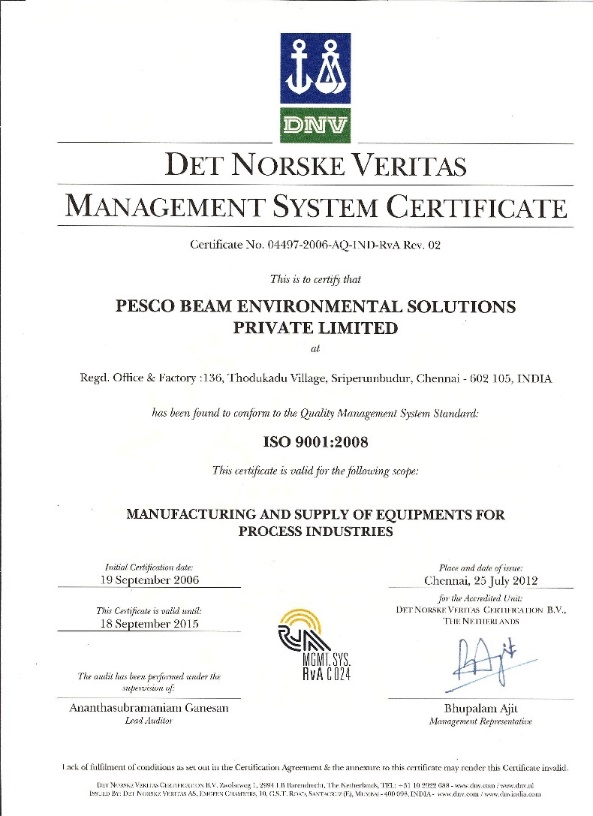 DNV
DET NORSKE VERITAS
MANAGEMENT SYSTEM CERTIFICATE
Certificate No. 04497-2006-AQ-IND-RvA Rev. 02
This is to certify that
PESCO BEAM ENVIRONMENTAL SOLUTIONS
PRIVATE LIMITED
at
Regd. Office & Factory :136, Thodukadu Village, Sriperumbudur, Chennai - 602 105, INDIA
has been found to conform to the Quality Management System Standard:
ISO 9001:2008
This certificate is valid for the following scope:
MANUFACTURING AND SUPPLY OF EQUIPMENTS FOR
PROCESS INDUSTRIES
Initial Certification date:
19 September 2006
This Certificate is valid until:
18 September 2015
The audit has been performed under the
supervision of:
Ananthasubramaniam Ganesan
Lead Auditor
RvA
MGMT. SYS.
RvA C 024
Place and date of issue:
Chennai, 25 July 2012
for the Accredited Unit:
DET NORSKE VERITAS CERTIFICATION B.V.,
THE NETHERLANDS
Bhupalam Ajit
Management Representative
Lack of fulfilment of conditions as set out in the Certification Agreement & the annexure to this certificate may render this Certificate invalid.
DET NORSKE VERITAS CERTIFICATION B.V. Zwolseweg 1, 2994 LB Barendrecht, The Netherlands, TEL: +31 10 2922 688 - www.dnv.com / www.dnv.nl
ISSUED BY: DET NORSKE VERITAS AS, EMGEEN CHAMBERS, 10, C.S.T. ROAD, SANTACRUZ (E), MUMBAI - 400 098, INDIA - www.dnv.com / www.dnvindia.com